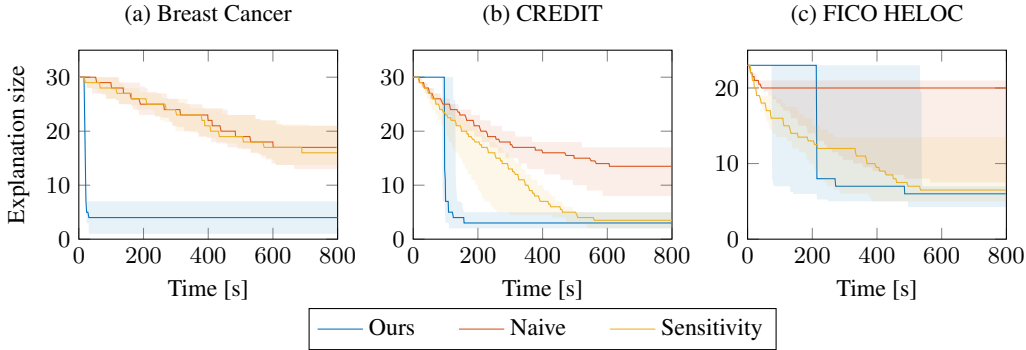 (a) Breast Cancer (b) CREDIT (c) FICO HELOC
Explanation size
30
20
10
0
0 200 400 600 800
Time [s]
30
20
10
0
0 200 400 600 800
Time [s]
20
10
0
0 200 400 600 800
Time [s]
Ours Naive Sensitivity